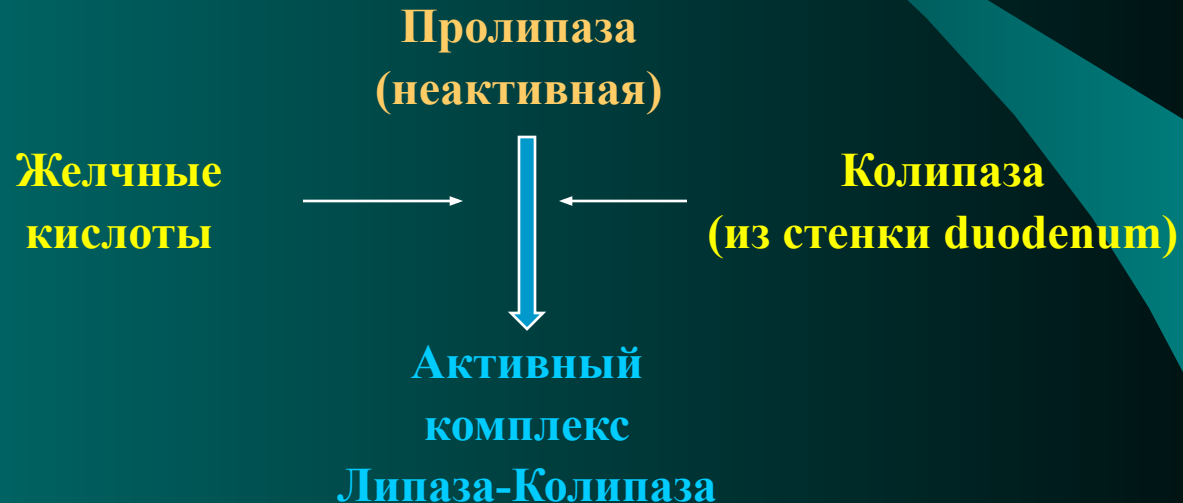 Пролипаза
(неактивная)
Желчные
кислоты
Колипаза
(из стенки duodenum)
Активный
комплекс
Липаза-Колипаза